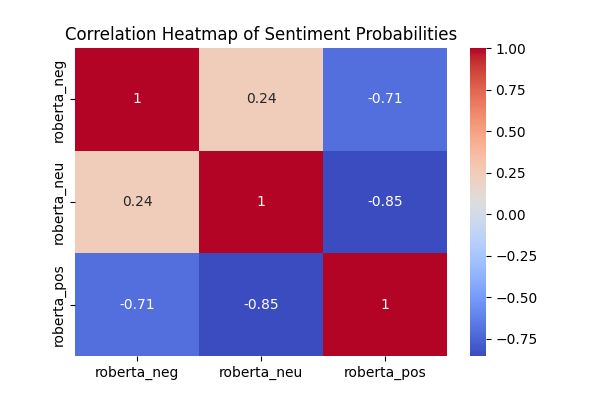 Correlation Heatmap of Sentiment Probabilities
roberta_neg
1
0.24
-0.71
roberta_neu
0.24
1
-0.85
roberta_pos
-0.71
-0.85
1
roberta_neg
roberta_neu
roberta_pos
1.00
0.75
0.50
0.25
0.00
−0.25
−0.50
−0.75